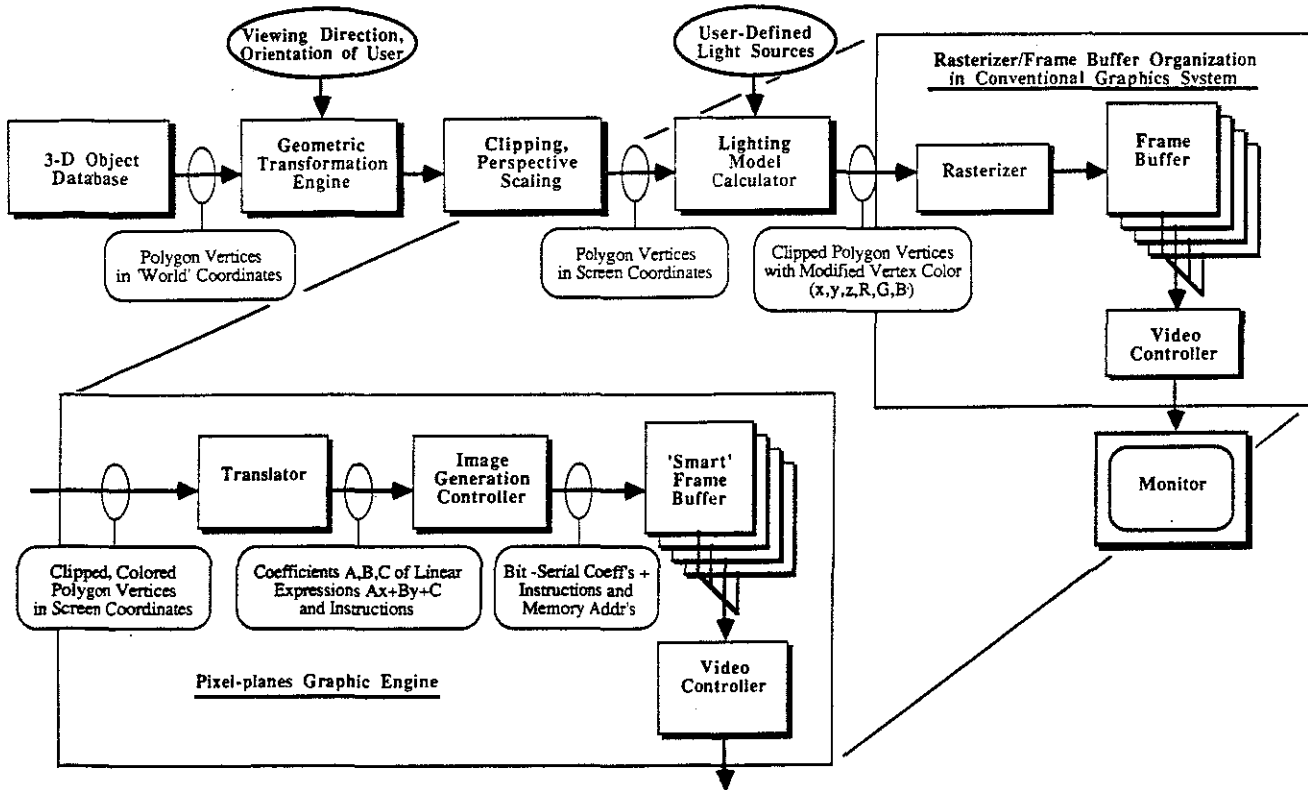 Viewing Direction,
Orientation of User
User-Defined
Light Sources
Rasterizer/Frame Buffer Organization
in Conventional Graphics System
3-D Object
Database
Geometric
Transformation
Engine
Clipping,
Perspective
Scaling
Lighting
Model
Calculator
Rasterizer
Frame
Buffer
Polygon Vertices
in 'World' Coordinates
Polygon Vertices
in Screen Coordinates
Clipped Polygon Vertices
with Modified Vertex Color
(x,y,z,R,G,B)
Video
Controller
Monitor
Translator
Image
Generation
Controller
'Smart'
Frame
Buffer
Clipped, Colored
Polygon Vertices
in Screen Coordinates
Coefficients A,B,C of Linear
Expressions Ax+By+C
and Instructions
Bit -Serial Coeff's +
Instructions and
Memory Addr's
Pixel-planes Graphic Engine
Video
Controller